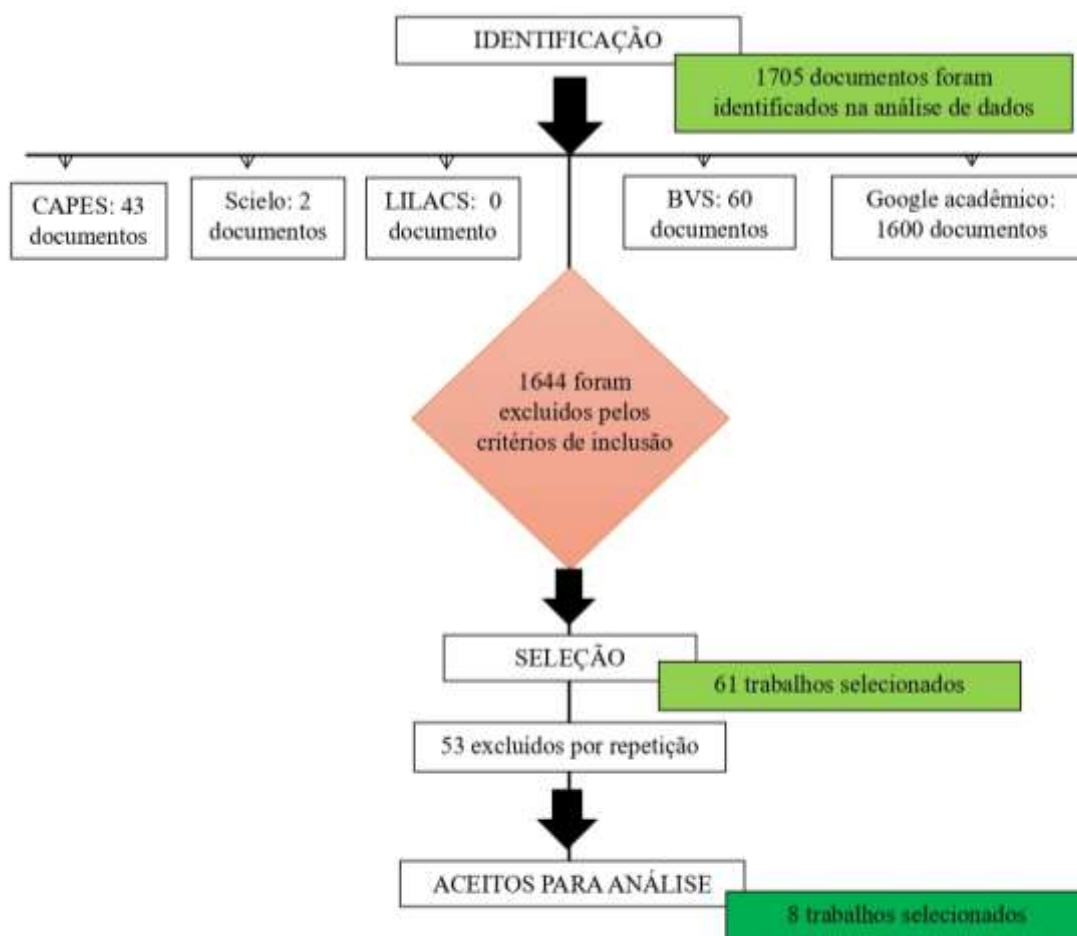 IDENTIFICAÇÃO
1705 documentos foram
identificados na análise de dados
CAPES: 43
documentos
Scielo: 2
documentos
LILACS: 0
documento
BVS: 60
documentos
Google acadêmico:
1600 documentos
1644 foram
excluídos pelos
critérios de inclusão
SELEÇÃO
61 trabalhos selecionados
53 excluídos por repetição
ACEITOS PARA ANÁLISE
8 trabalhos selecionados